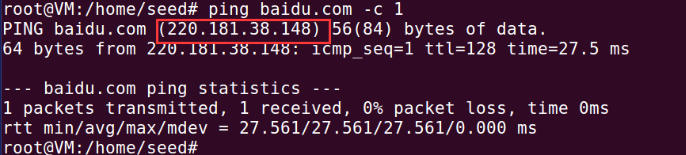 root@VM:/home/seed# ping baidu.com -c 1
PING baidu.com (220.181.38.148) 56(84) bytes of data.
64 bytes from 220.181.38.148: icmp_seq=1 ttl=128 time=27.5 ms
--- baidu.com ping statistics ---
1 packets transmitted, 1 received, 0% packet loss, time 0ms
rtt min/avg/max/mdev = 27.561/27.561/27.561/0.000 ms
root@VM:/home/seed#